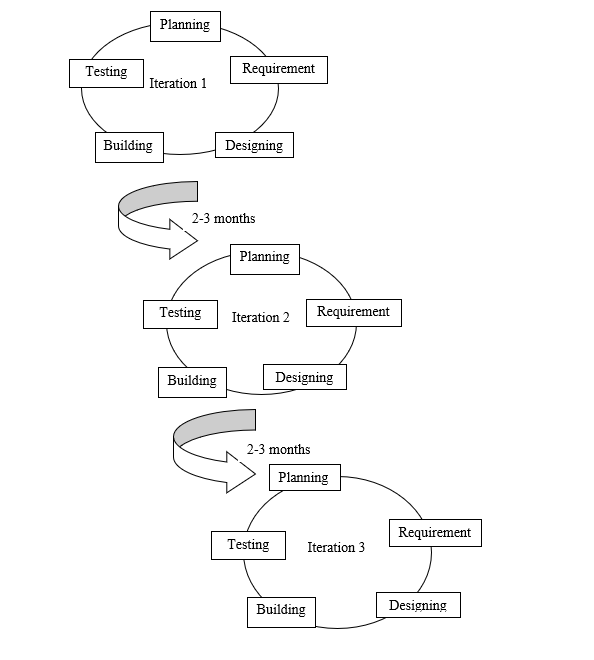 Planning
Testing
Iteration 1
Requirement
Building
Designing
2-3 months
Planning
Testing
Iteration 2
Requirement
Building
Designing
2-3 months
Planning
Testing
Iteration 3
Requirement
Building
Designing